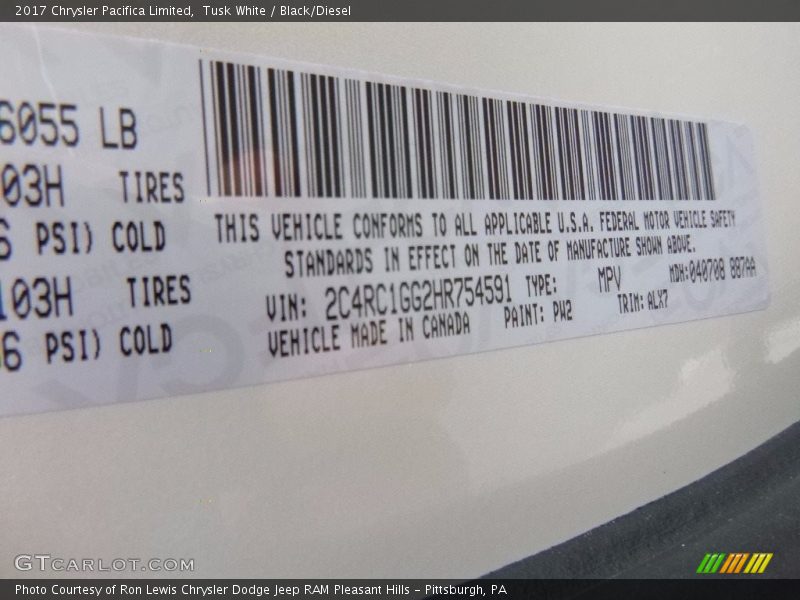 2017 Chrysler Pacifica Limited, Tusk White / Black/Diesel
6055 LB
03H TIRES
PSI) COLD
103H TIRES
6 PSI) COLD
THIS VEHICLE CONFORMS TO ALL APPLICABLE U.S.A. FEDERAL MOTOR VEHICLE SAFETY
STANDARDS IN EFFECT ON THE DATE OF MANUFACTURE SHOWN ABOVE.
VIN: 2C4RC1GG2HR754591 TYPE: MPV MDH:040708 887AA
VEHICLE MADE IN CANADA PAINT: PW2 TRIM:ALX7
GTCARLOT.COM
Photo Courtesy of Ron Lewis Chrysler Dodge Jeep RAM Pleasant Hills – Pittsburgh, PA